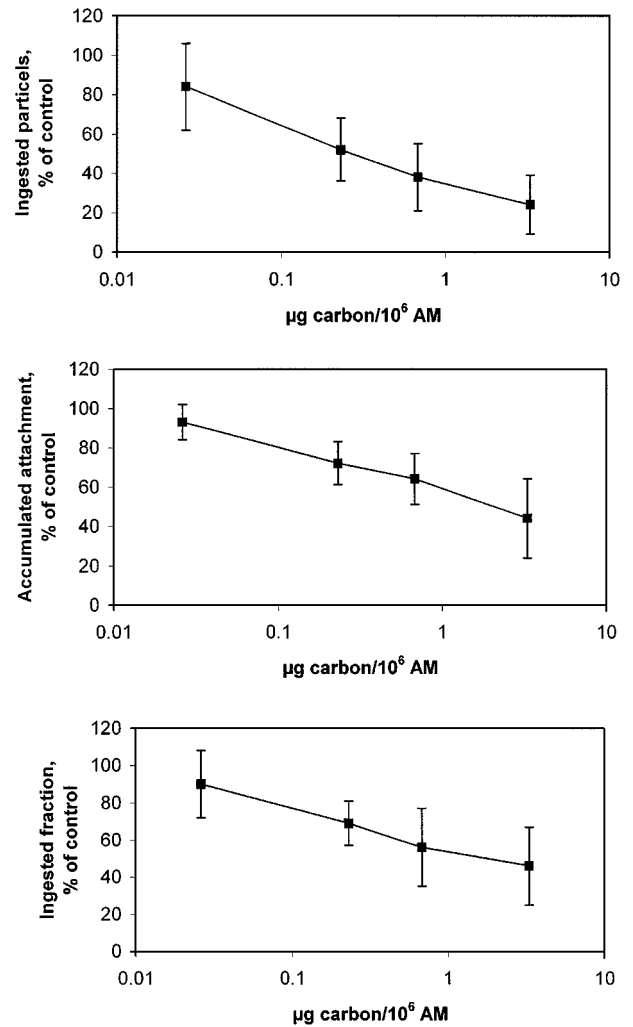 Ingested particels,
% of control
120
100
80
60
40
20
0
0.01 0.1 1 10
µg carbon/10⁶ AM
Accumulated attachment,
% of control
120
100
80
60
40
20
0
0.01 0.1 1 10
µg carbon/10⁶ AM
Ingested fraction,
% of control
120
100
80
60
40
20
0
0.01 0.1 1 10
µg carbon/10⁶ AM